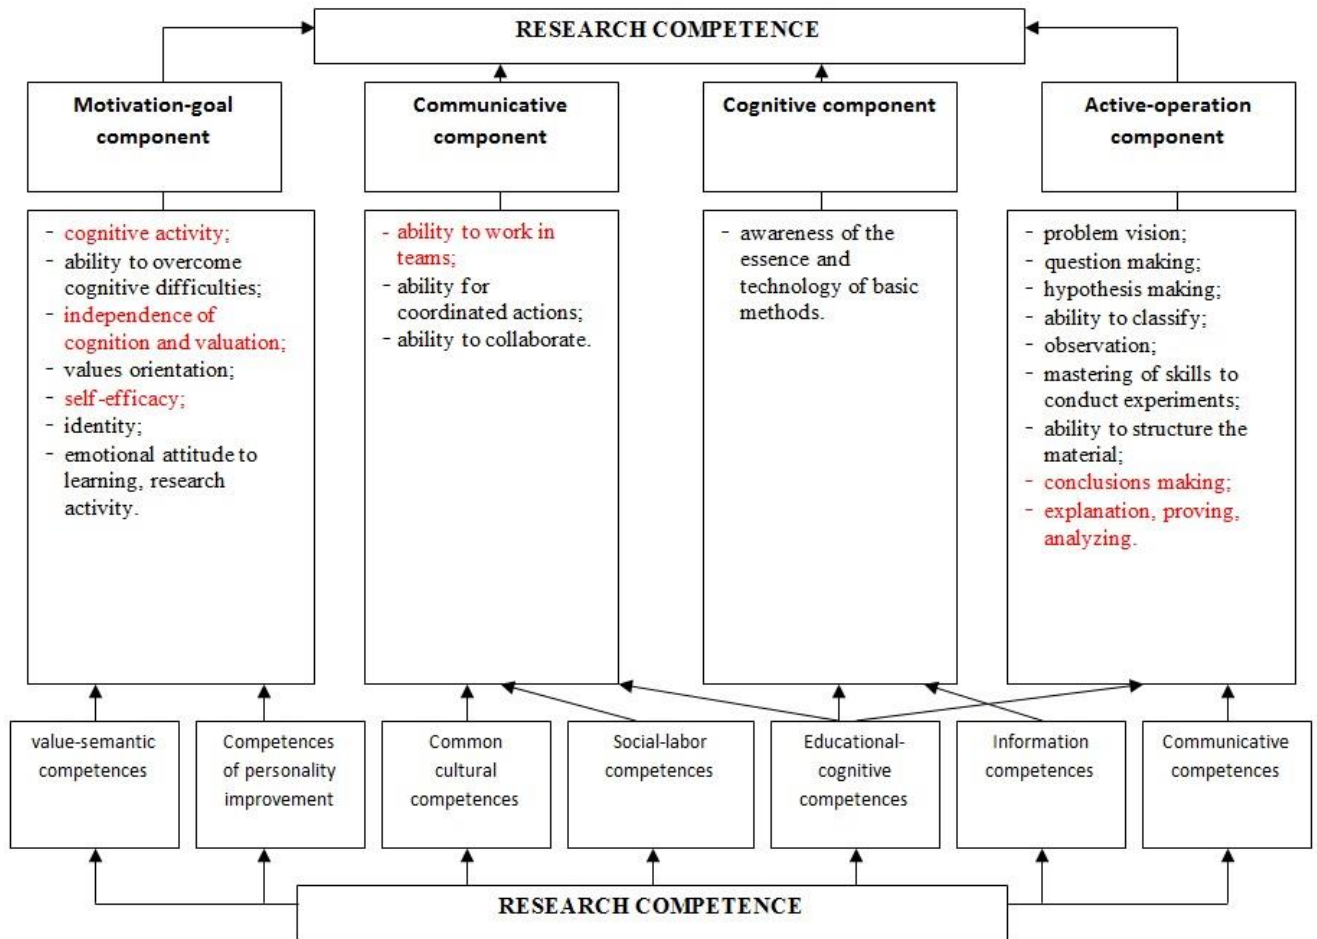 RESEARCH COMPETENCE
Motivation-goal
component
Communicative
component
Cognitive component
Active-operation
component
- cognitive activity;
- ability to overcome
cognitive difficulties;
- independence of
cognition and valuation;
- values orientation;
- self-efficacy;
- identity;
- emotional attitude to
learning, research
activity.
- ability to work in
teams;
- ability for
coordinated actions;
- ability to collaborate.
- awareness of the
essence and
technology of basic
methods.
- problem vision;
- question making;
- hypothesis making;
- ability to classify;
- observation;
- mastering of skills to
conduct experiments;
- ability to structure the
material;
- conclusions making;
- explanation, proving,
analyzing.
value-semantic
competences
Competences
of personality
improvement
Common
cultural
competences
Social-labor
competences
Educational-
cognitive
competences
Information
competences
Communicative
competences
RESEARCH COMPETENCE